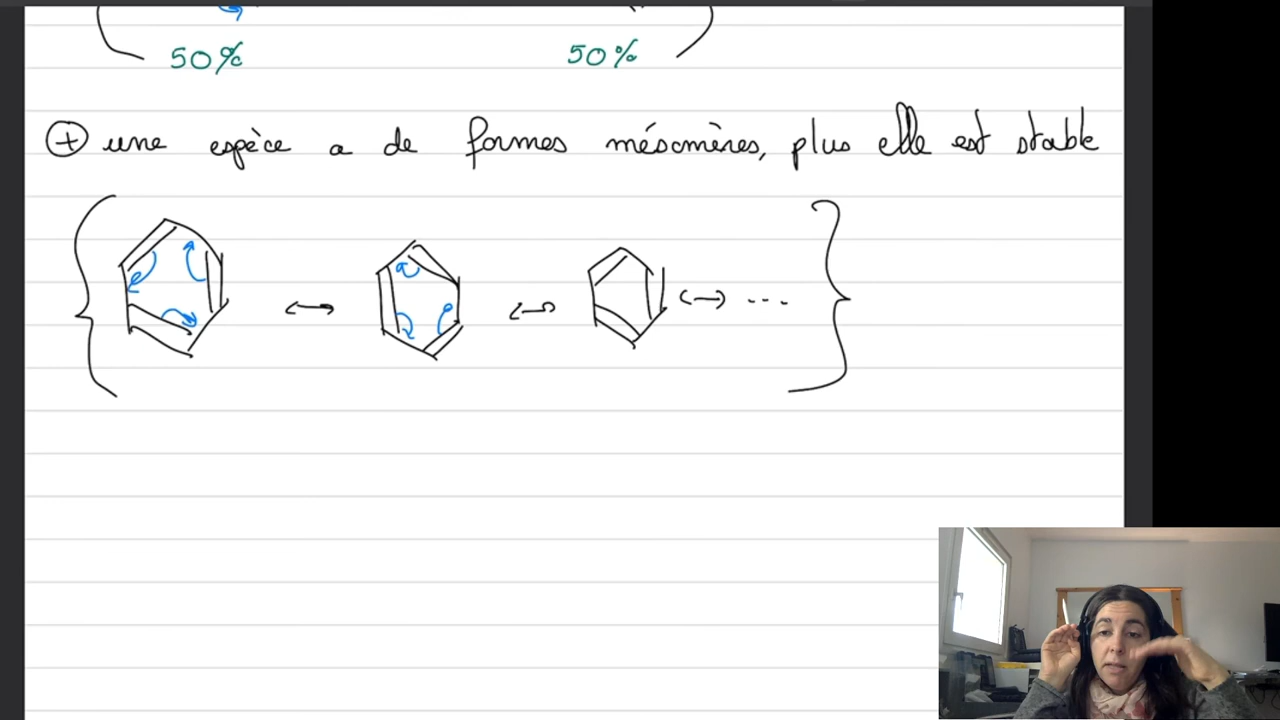 50% 50%
⊕ une espèce a de formes mésomères, plus elle est stable
{ ↔ ↔ ↔ ... }